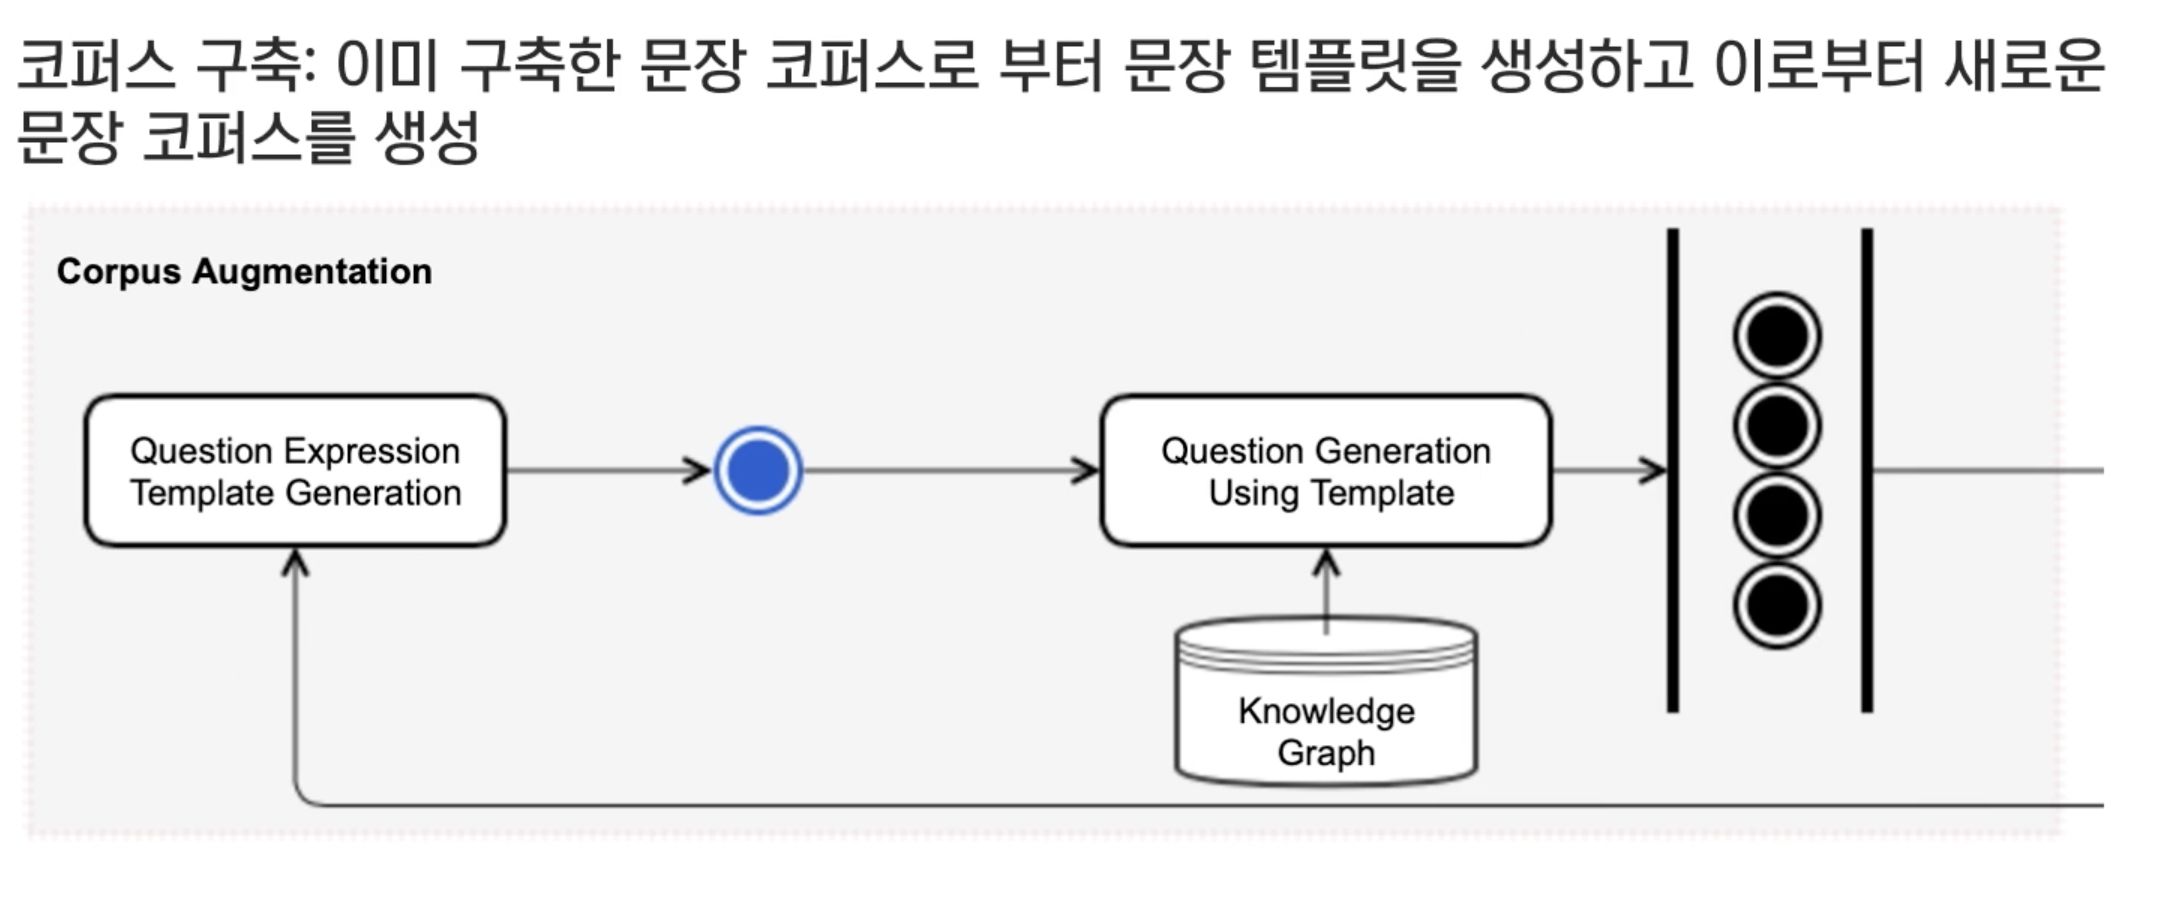 코퍼스 구축: 이미 구축한 문장 코퍼스로 부터 문장 템플릿을 생성하고 이로부터 새로운
문장 코퍼스를 생성
Corpus Augmentation
Question Expression
Template Generation
Question Generation
Using Template
Knowledge
Graph